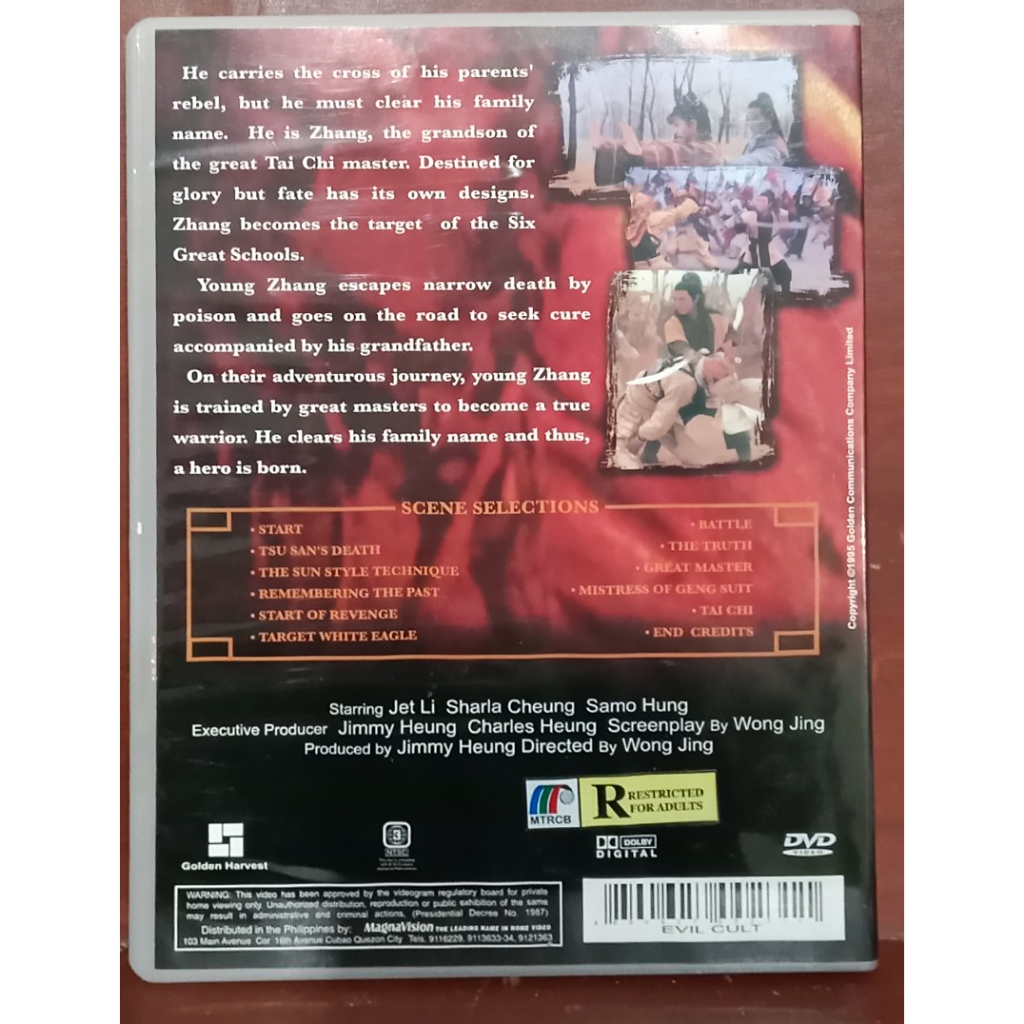 He carries the cross of his parents'
rebel, but he must clear his family
name. He is Zhang, the grandson of
the great Tai Chi master. Destined for
glory but fate has its own designs.
Zhang becomes the target of the Six
Great Schools.
Young Zhang escapes narrow death by
poison and goes on the road to seek cure
accompanied by his grandfather.
On their adventurous journey, young Zhang
is trained by great masters to become a true
warrior. He clears his family name and thus,
a hero is born.
Copyright ©1995 Golden Communications Company Limited
SCENE SELECTIONS
• START
• TSU SAN'S DEATH
• THE SUN STYLE TECHNIQUE
• REMEMBERING THE PAST
• START OF REVENGE
• TARGET WHITE EAGLE
• BATTLE
• THE TRUTH
• GREAT MASTER
• MISTRESS OF GENG SUIT
• TAI CHI
• END CREDITS
Starring Jet Li Sharla Cheung Samo Hung
Executive Producer Jimmy Heung Charles Heung Screenplay By Wong Jing
Produced by Jimmy Heung Directed By Wong Jing
MTRCB
R RESTRICTED
FOR ADULTS
Golden Harvest
3
NTSC
DOLBY
DIGITAL
DVD
VIDEO
WARNING: This video has been approved by the videogram regulatory board for private
home viewing only. Unauthorized distribution, reproduction or public exhibition of the same
may result in administrative and criminal actions, (Presidential Decree No. 1987)
Distributed in the Philippines by: MagnaVision THE LEADING NAME IN HOME VIDEO
103 Main Avenue Cor 16th Avenue Cubao Quezon City Tels. 9116229, 9113633-34, 9121363
EVIL CULT